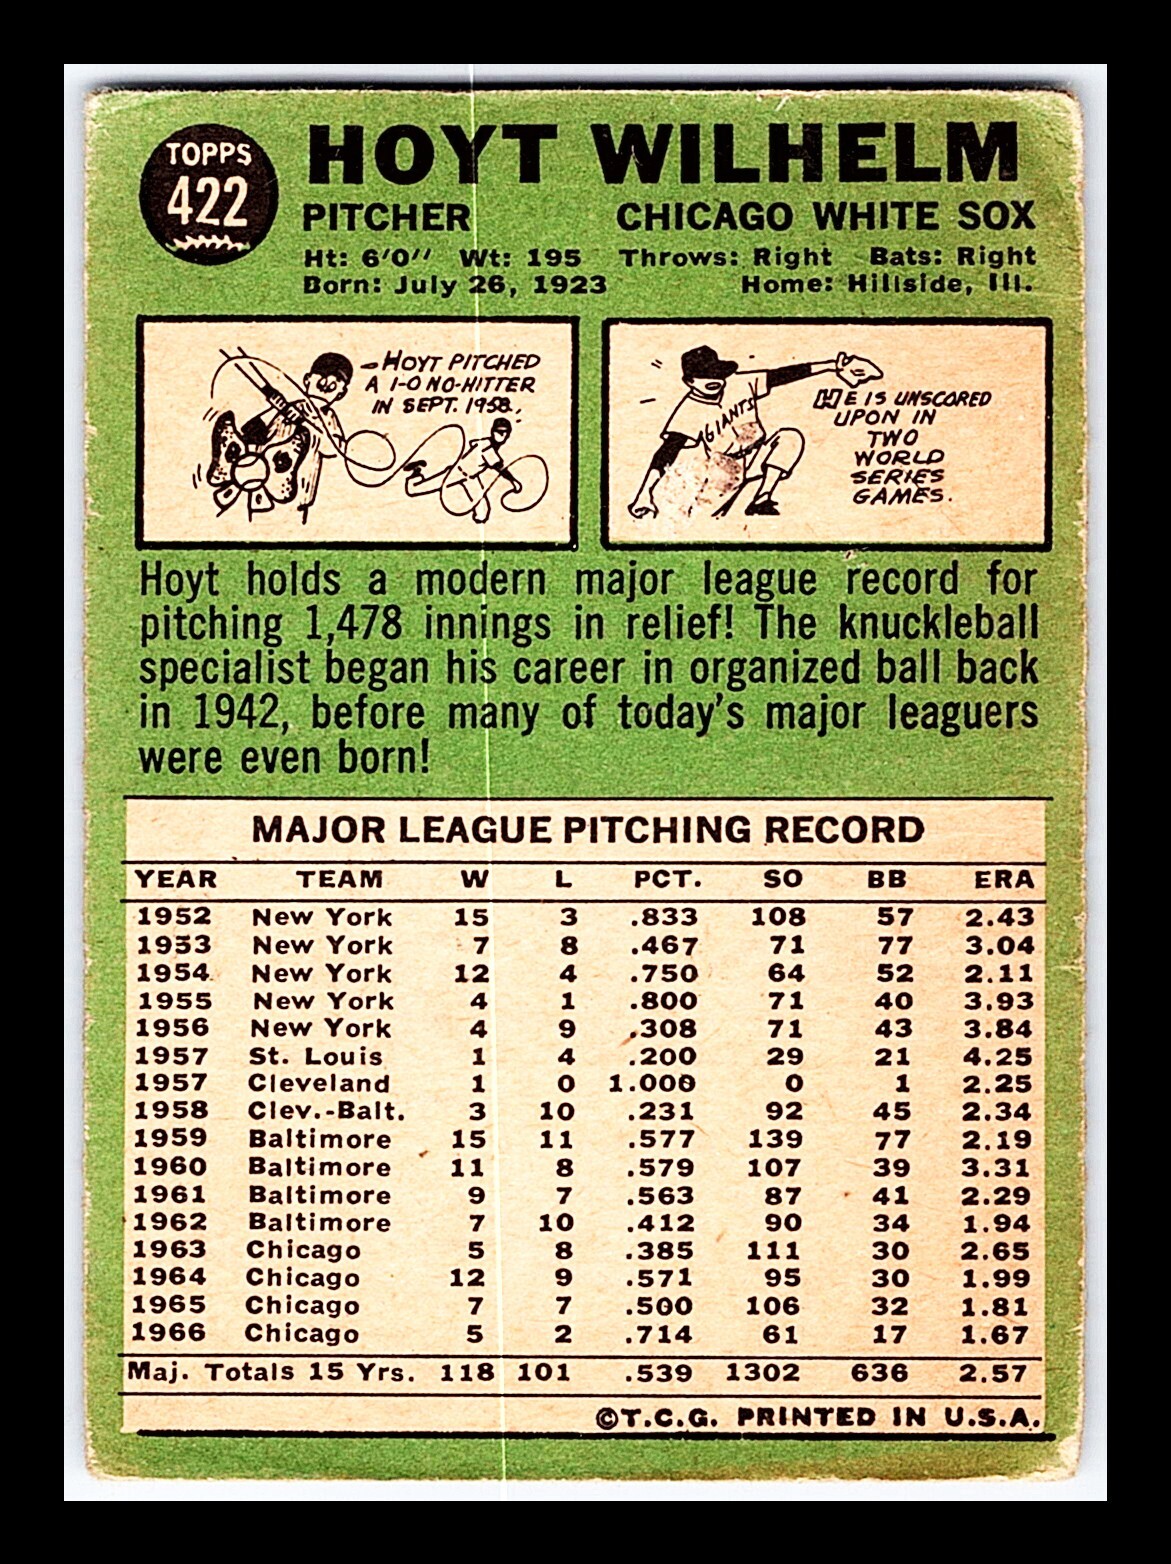 TOPPS
422
HOYT WILHELM
PITCHER CHICAGO WHITE SOX
Ht: 6'0" Wt: 195 Throws: Right Bats: Right
Born: July 26, 1923 Home: Hillside, Ill.
HOYT PITCHED
A 1-0 NO-HITTER
IN SEPT. 1958.
GIANTS
HE IS UNSCORED
UPON IN
TWO
WORLD
SERIES
GAMES.
Hoyt holds a modern major league record for
pitching 1,478 innings in relief! The knuckleball
specialist began his career in organized ball back
in 1942, before many of today's major leaguers
were even born!
MAJOR LEAGUE PITCHING RECORD
YEAR TEAM W L PCT. SO BB ERA
1952 New York 15 3 .833 108 57 2.43
1953 New York 7 8 .467 71 77 3.04
1954 New York 12 4 .750 64 52 2.11
1955 New York 4 1 .800 71 40 3.93
1956 New York 4 9 .308 71 43 3.84
1957 St. Louis 1 4 .200 29 21 4.25
1957 Cleveland 1 0 1.000 0 1 2.25
1958 Clev.-Balt. 3 10 .231 92 45 2.34
1959 Baltimore 15 11 .577 139 77 2.19
1960 Baltimore 11 8 .579 107 39 3.31
1961 Baltimore 9 7 .563 87 41 2.29
1962 Baltimore 7 10 .412 90 34 1.94
1963 Chicago 5 8 .385 111 30 2.65
1964 Chicago 12 9 .571 95 30 1.99
1965 Chicago 7 7 .500 106 32 1.81
1966 Chicago 5 2 .714 61 17 1.67
Maj. Totals 15 Yrs. 118 101 .539 1302 636 2.57
©T.C.G. PRINTED IN U.S.A.